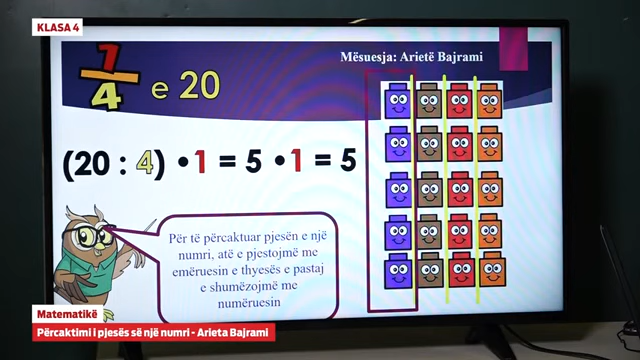 KLASA 4
Mësuesja: Arietë Bajrami
1
4
e 20
(20 : 4) • 1 = 5 • 1 = 5
Për të përcaktuar pjesën e një
numri, atë e pjestojmë me
emëruesin e thyesës e pastaj
e shumëzojmë me
numëruesin
Matematikë
Përcaktimi i pjesës së një numri - Arieta Bajrami